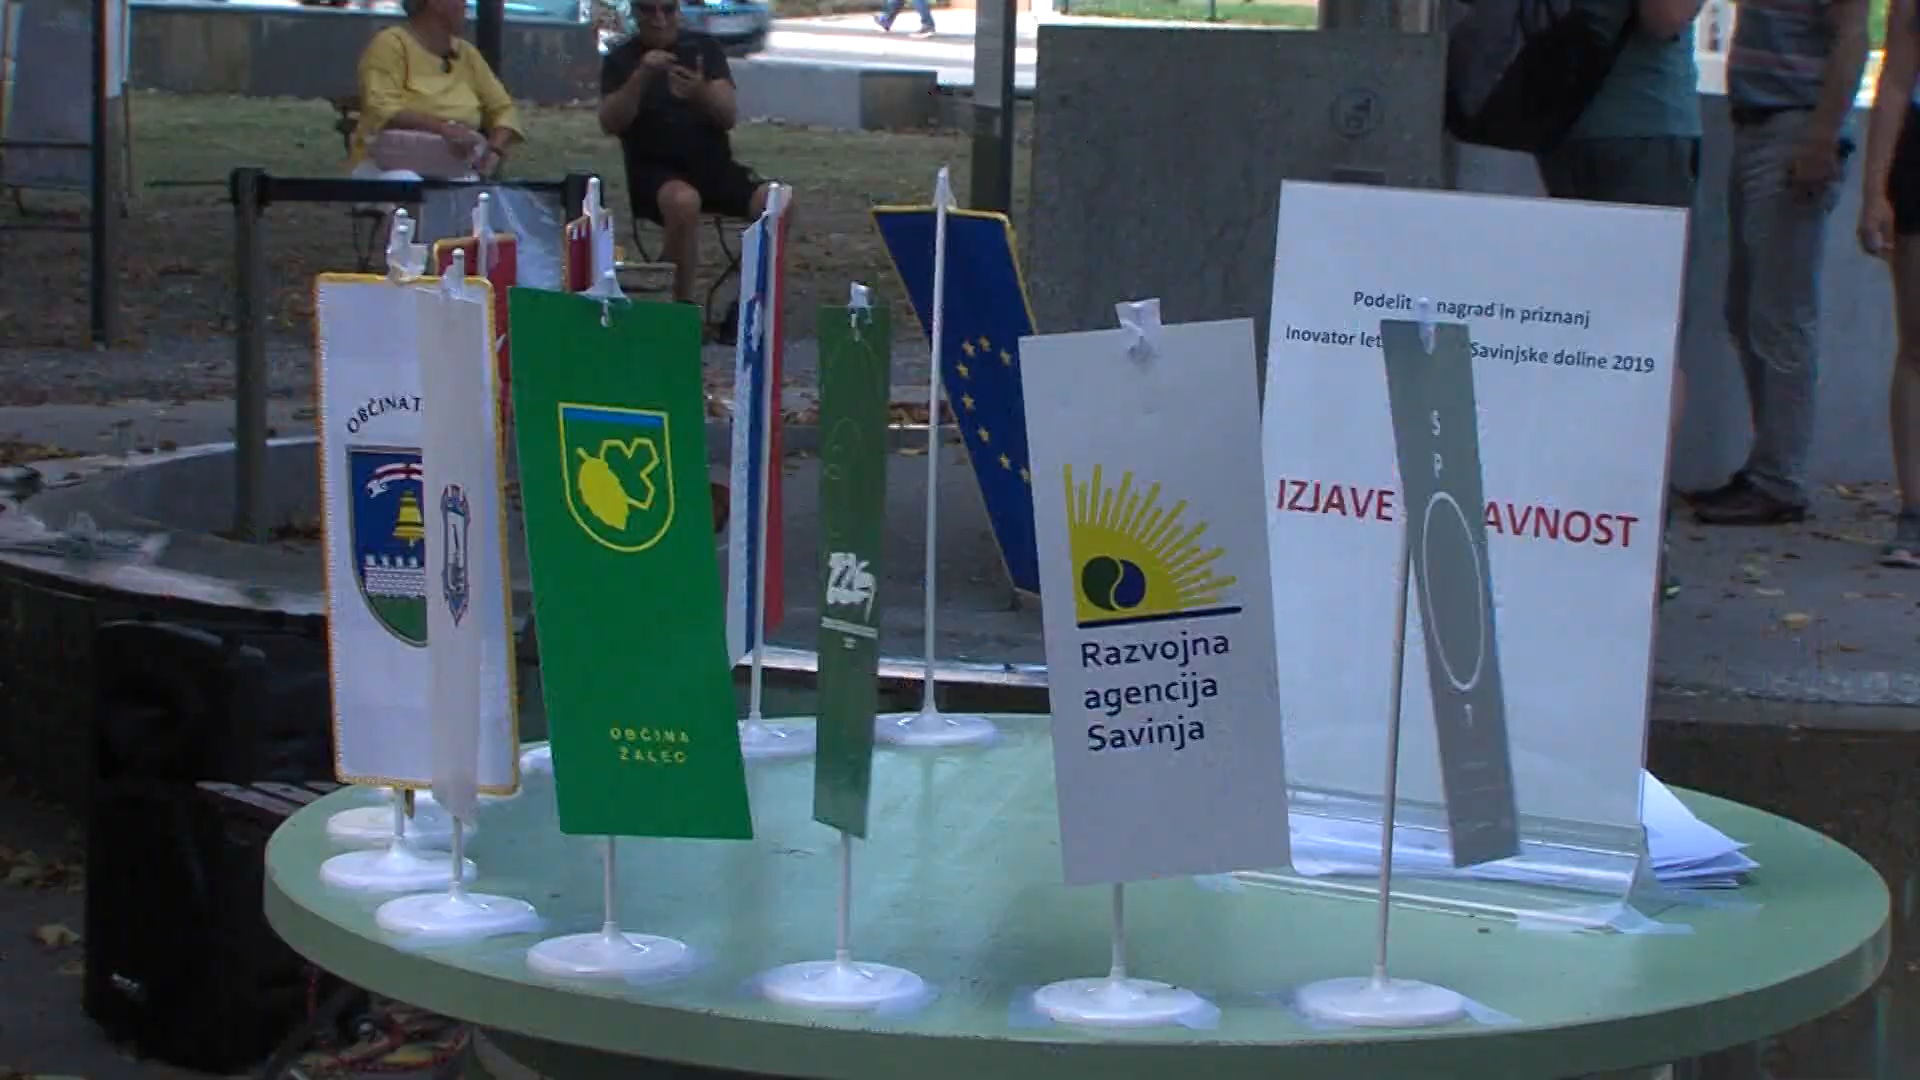 Podelit nagrad in priznanj
Inovator let Savinjske doline 2019
IZJAVE AVNOST
OBČINA T
OBČINA
ŽALEC
Razvojna
agencija
Savinja
S
P
T